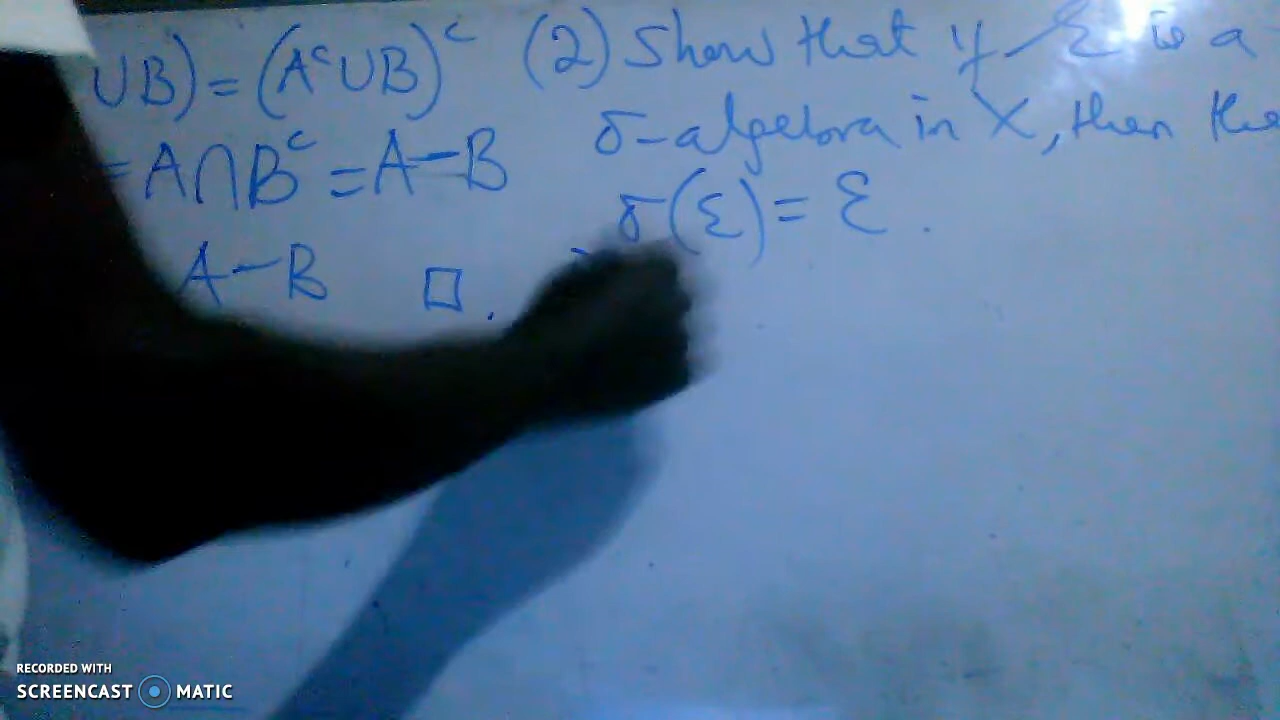 ∪B) = (Aᶜ∪B)ᶜ
= A∩Bᶜ = A-B
A-B □.
(2) Show that if Σ is a
σ-algebra in X, then the
σ(Σ) = Σ.
RECORDED WITH
SCREENCAST MATIC